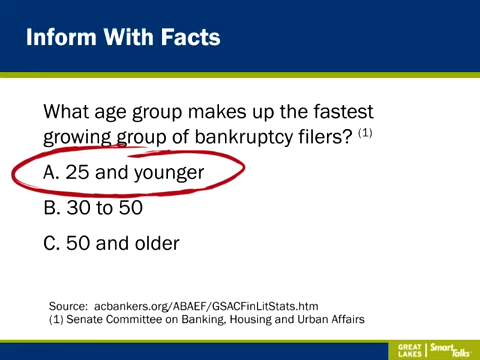 Inform With Facts
What age group makes up the fastest
growing group of bankruptcy filers? (1)
A. 25 and younger
B. 30 to 50
C. 50 and older
Source: acbankers.org/ABAEF/GSACFinLitStats.htm
(1) Senate Committee on Banking, Housing and Urban Affairs
GREAT LAKES SmartTalks